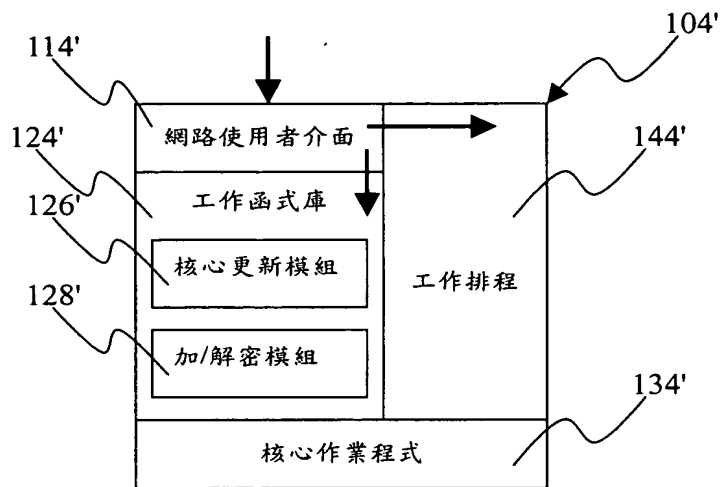 114'
104'
網路使用者介面
124'
144'
工作函式庫
126'
核心更新模組
工作排程
128'
加/解密模組
134'
核心作業程式